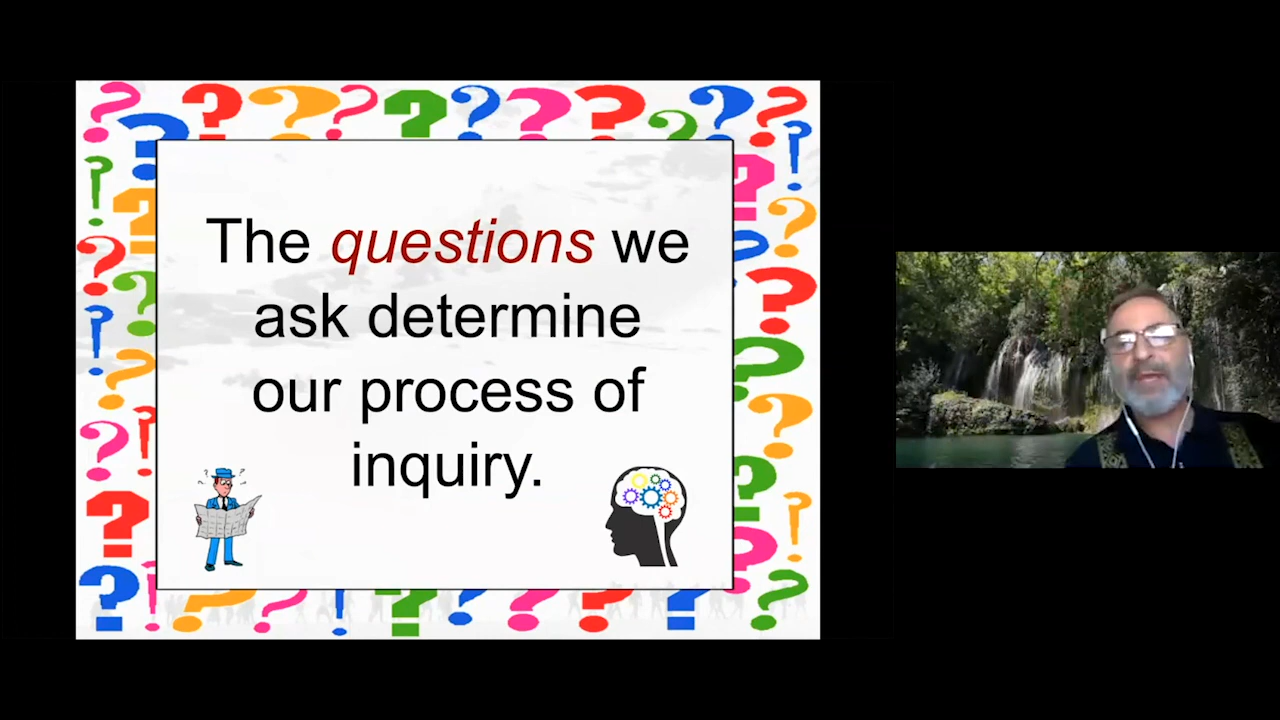 The questions we
ask determine
our process of
inquiry.